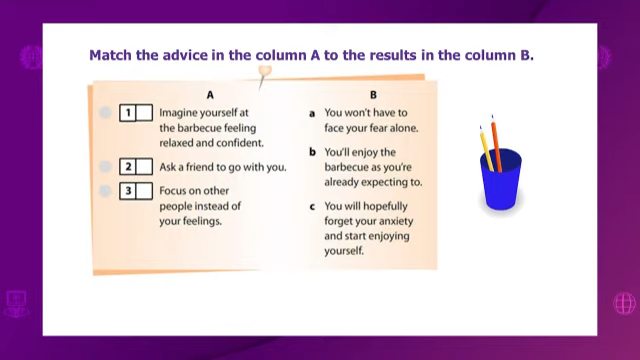 Match the advice in the column A to the results in the column B.
A
1 Imagine yourself at
the barbecue feeling
relaxed and confident.
2 Ask a friend to go with you.
3 Focus on other
people instead of
your feelings.
B
a You won't have to
face your fear alone.
b You'll enjoy the
barbecue as you're
already expecting to.
c You will hopefully
forget your anxiety
and start enjoying
yourself.